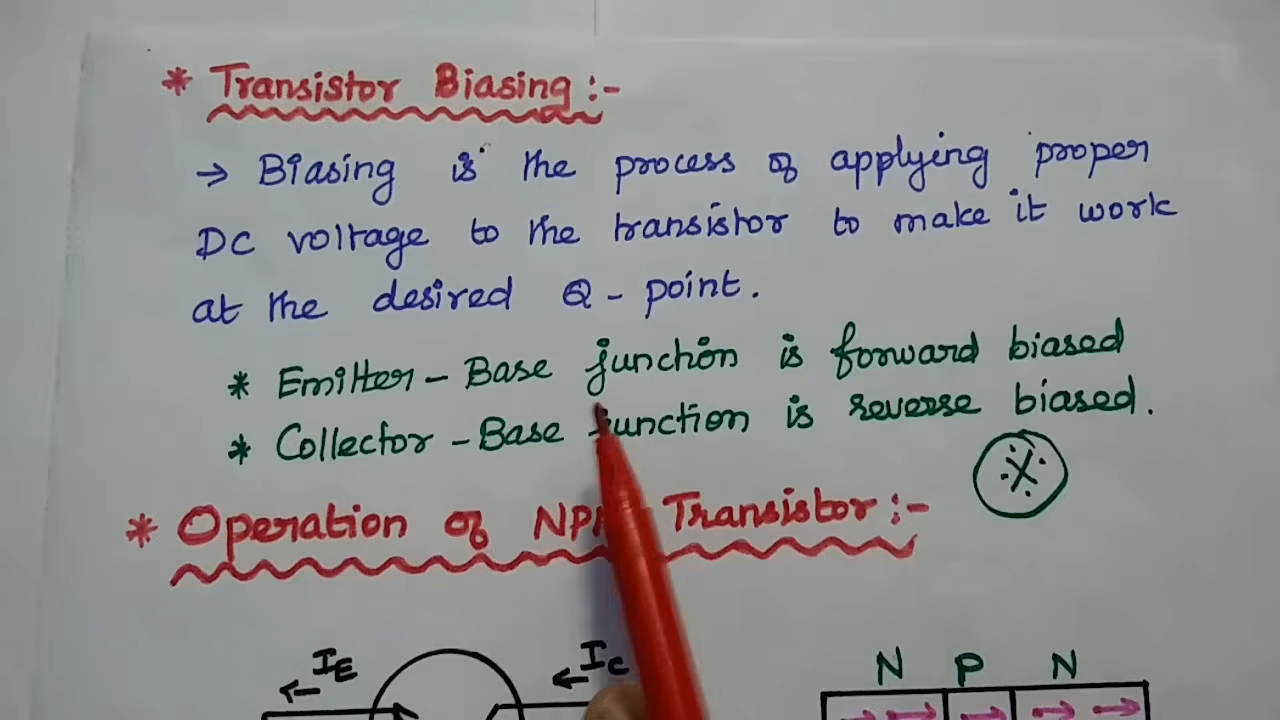 * Transistor Biasing :-
→ Biasing is the process of applying proper
DC voltage to the transistor to make it work
at the desired Q - point.
* Emitter - Base junction is forward biased
* Collector - Base junction is reverse biased.
* Operation of Transistor :-
← IE
← IC
N P N